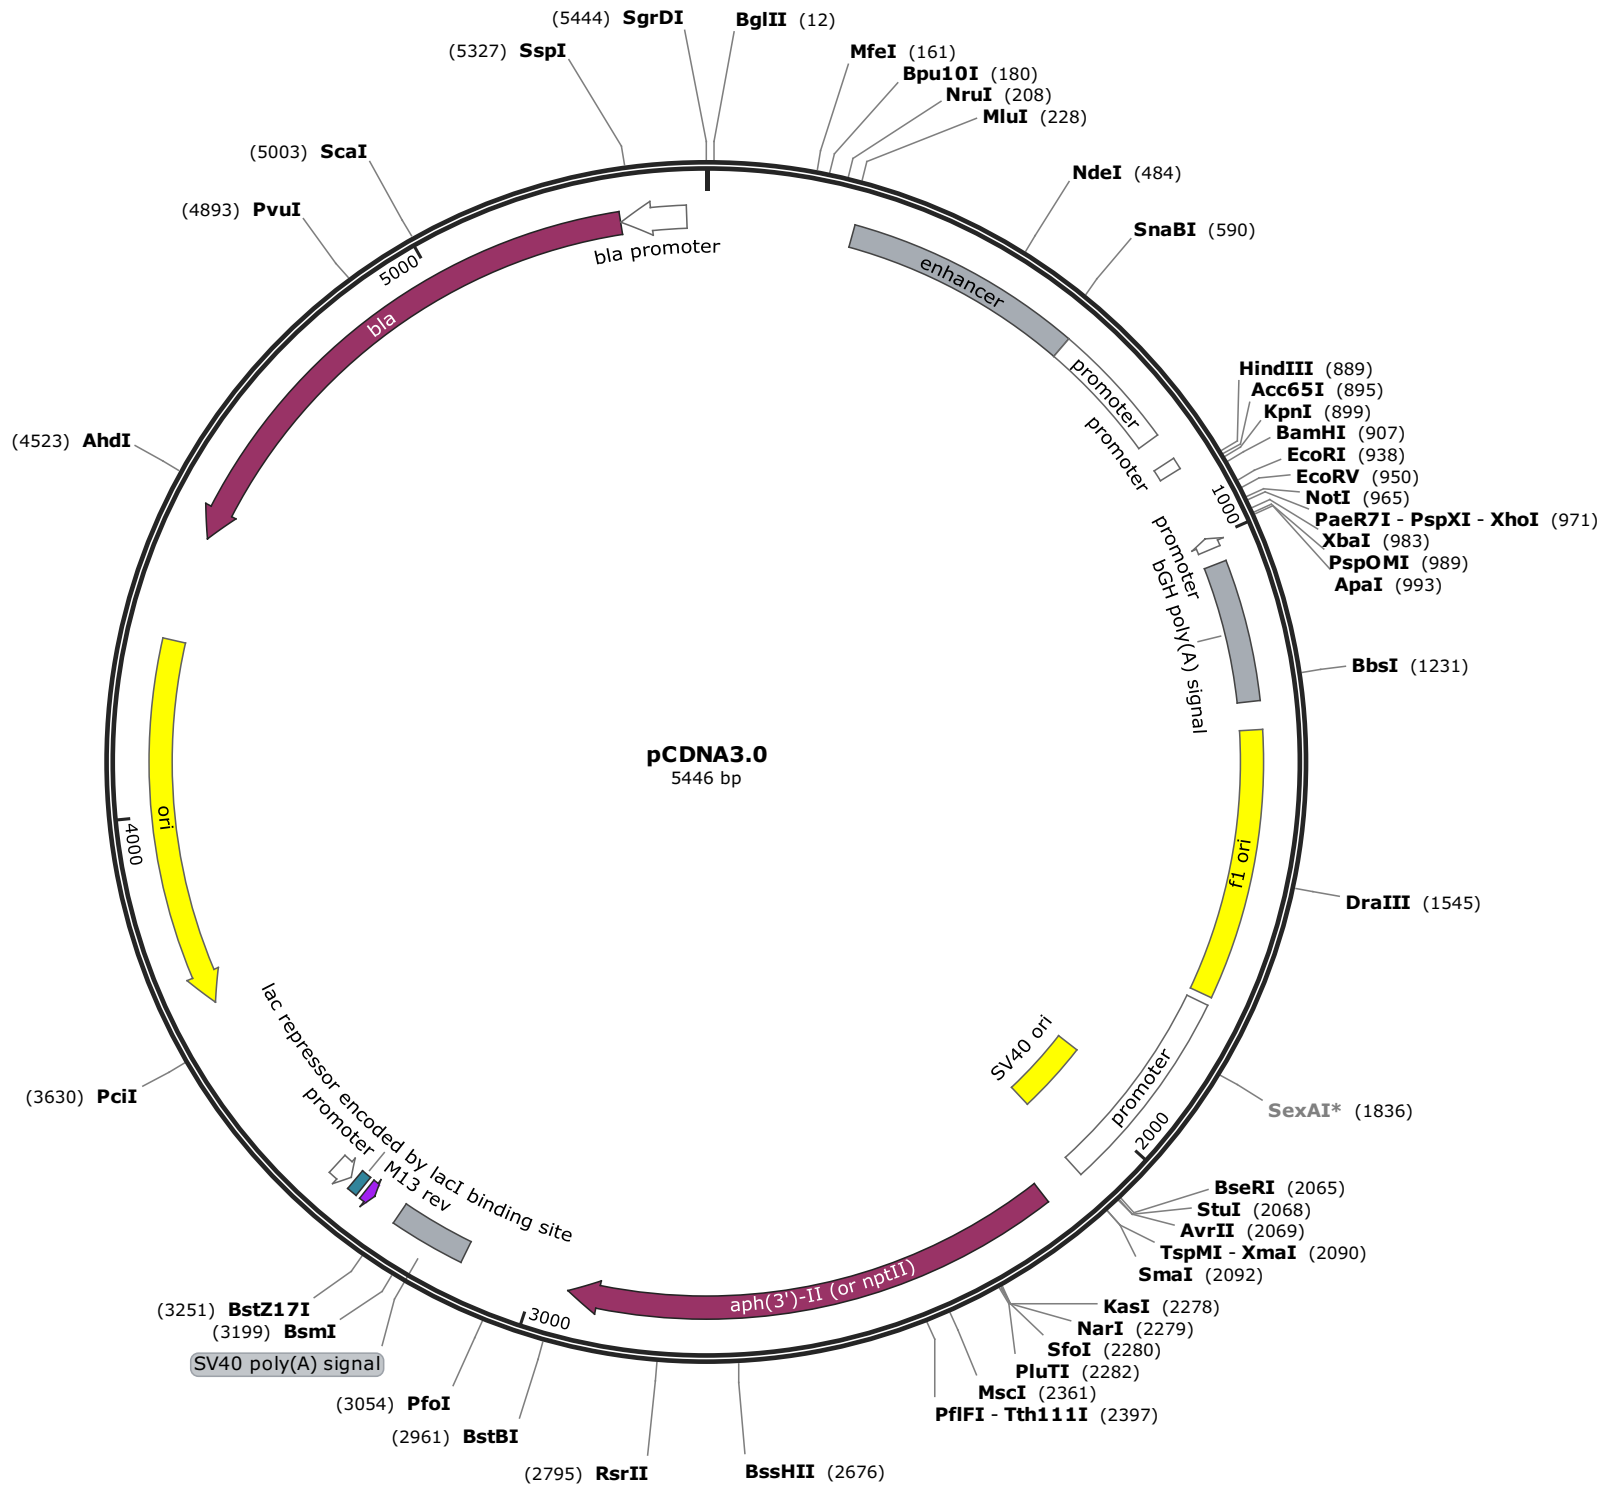 (5444) SgrDI
BglII (12)
(5327) SspI
MfeI (161)
Bpu10I (180)
NruI (208)
MluI (228)
(5003) ScaI
NdeI (484)
(4893) PvuI
SnaBI (590)
bla promoter
5000
enhancer
bla
promoter
HindIII (889)
Acc65I (895)
KpnI (899)
BamHI (907)
EcoRI (938)
EcoRV (950)
NotI (965)
PaeR7I - PspXI - XhoI (971)
XbaI (983)
PspOMI (989)
ApaI (993)
(4523) AhdI
promoter
1000
promoter
bGH poly(A) signal
BbsI (1231)
pCDNA3.0
5446 bp
ori
4000
f1 ori
DraIII (1545)
SV40 ori
promoter
2000
SexAI* (1836)
(3630) PciI
lac repressor encoded by lacI binding site
promoter
M13 rev
BseRI (2065)
StuI (2068)
AvrII (2069)
TspMI - XmaI (2090)
SmaI (2092)
aph(3')-II (or nptII)
3000
(3251) BstZ17I
(3199) BsmI
SV40 poly(A) signal
KasI (2278)
NarI (2279)
SfoI (2280)
PluTI (2282)
MscI (2361)
PflFI - Tth111I (2397)
(3054) PfoI
(2961) BstBI
(2795) RsrII
BssHII (2676)